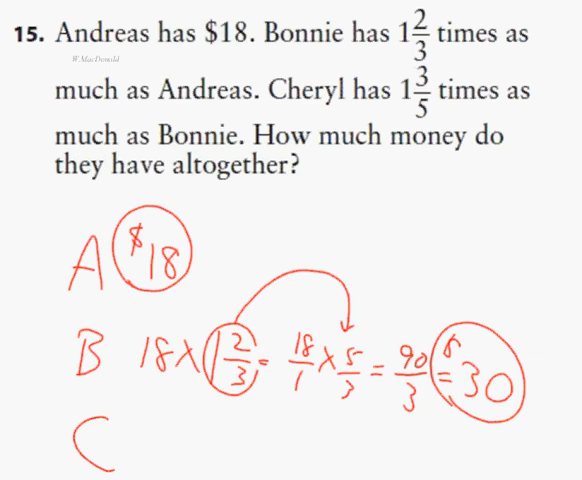 15. Andreas has $18. Bonnie has 1 2/3 times as
W.MacDonald
much as Andreas. Cheryl has 1 3/5 times as
much as Bonnie. How much money do
they have altogether?
A $18
B 18 × 1 2/3 = 18/1 × 5/3 = 90/3 = $30
C